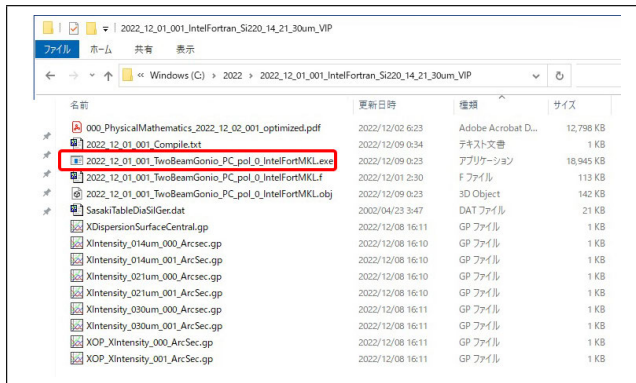 2022_12_01_001_IntelFortran_Si220_14_21_30um_VIP
ファイル ホーム 共有 表示
« Windows (C:) › 2022 › 2022_12_01_001_IntelFortran_Si220_14_21_30um_VIP
名前 更新日時 種類 サイズ
000_PhysicalMathematics_2022_12_02_001_optimized.pdf 2022/12/02 6:23 Adobe Acrobat D... 12,798 KB
2022_12_01_001_Compile.txt 2022/12/09 0:34 テキスト文書 1 KB
2022_12_01_001_TwoBeamGonio_PC_pol_0_IntelFortMKL.exe 2022/12/09 0:23 アプリケーション 18,945 KB
2022_12_01_001_TwoBeamGonio_PC_pol_0_IntelFortMKL.f 2022/12/01 2:30 F ファイル 113 KB
2022_12_01_001_TwoBeamGonio_PC_pol_0_IntelFortMKL.obj 2022/12/09 0:23 3D Object 142 KB
SasakiTableDiaSilGer.dat 2002/04/23 3:47 DAT ファイル 21 KB
XDispersionSurfaceCentral.gp 2022/12/08 16:11 GP ファイル 1 KB
XIntensity_014um_000_Arcsec.gp 2022/12/08 16:10 GP ファイル 1 KB
XIntensity_014um_001_ArcSec.gp 2022/12/08 16:10 GP ファイル 1 KB
XIntensity_021um_000_ArcSec.gp 2022/12/08 16:10 GP ファイル 1 KB
XIntensity_021um_001_ArcSec.gp 2022/12/08 16:10 GP ファイル 1 KB
XIntensity_030um_000_ArcSec.gp 2022/12/08 16:11 GP ファイル 1 KB
XIntensity_030um_001_ArcSec.gp 2022/12/08 16:11 GP ファイル 1 KB
XOP_XIntensity_000_ArcSec.gp 2022/12/08 16:11 GP ファイル 1 KB
XOP_XIntensity_001_ArcSec.gp 2022/12/08 16:11 GP ファイル 1 KB